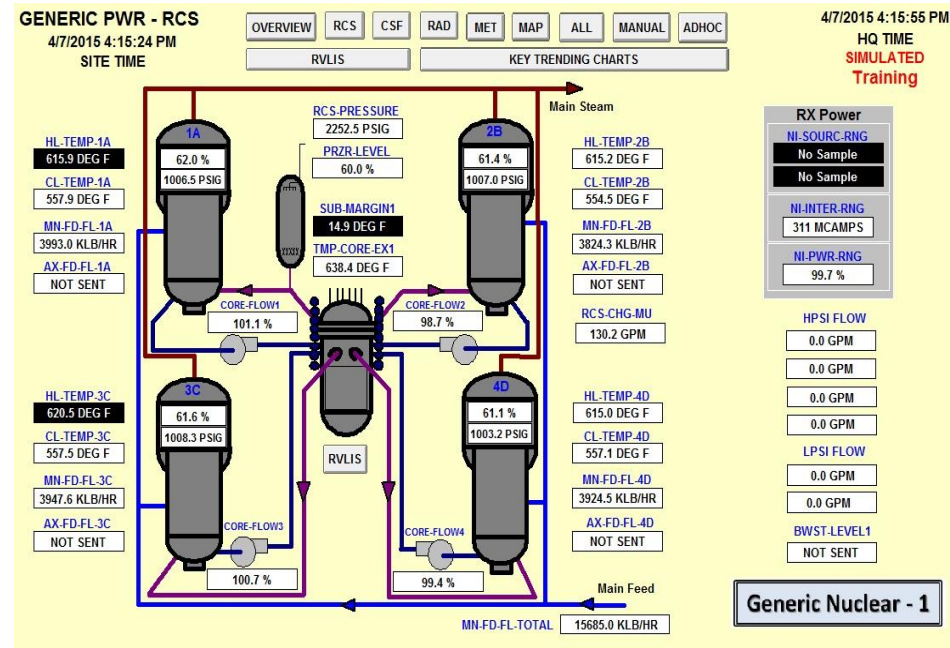 GENERIC PWR - RCS
4/7/2015 4:15:24 PM
SITE TIME
OVERVIEW
RCS
CSF
RAD
MET
MAP
ALL
MANUAL
ADHOC
RVLIS
KEY TRENDING CHARTS
4/7/2015 4:15:55 PM
HQ TIME
SIMULATED
Training
Main Steam
RCS-PRESSURE
2252.5 PSIG
PRZR-LEVEL
60.0 %
SUB-MARGIN1
14.9 DEG F
TMP-CORE-EX1
638.4 DEG F
HL-TEMP-1A
615.9 DEG F
CL-TEMP-1A
557.9 DEG F
MN-FD-FL-1A
3993.0 KLB/HR
AX-FD-FL-1A
NOT SENT
1A
62.0 %
1006.5 PSIG
2B
61.4 %
1007.0 PSIG
HL-TEMP-2B
615.2 DEG F
CL-TEMP-2B
554.5 DEG F
MN-FD-FL-2B
3824.3 KLB/HR
AX-FD-FL-2B
NOT SENT
RCS-CHG-MU
130.2 GPM
CORE-FLOW1
101.1 %
CORE-FLOW2
98.7 %
RX Power
NI-SOURC-RNG
No Sample
No Sample
NI-INTER-RNG
311 MCAMPS
NI-PWR-RNG
99.7 %
HL-TEMP-3C
620.5 DEG F
CL-TEMP-3C
557.5 DEG F
MN-FD-FL-3C
3947.6 KLB/HR
AX-FD-FL-3C
NOT SENT
3C
61.6 %
1008.3 PSIG
RVLIS
4D
61.1 %
1003.2 PSIG
HL-TEMP-4D
615.0 DEG F
CL-TEMP-4D
557.1 DEG F
MN-FD-FL-4D
3924.5 KLB/HR
AX-FD-FL-4D
NOT SENT
CORE-FLOW3
100.7 %
CORE-FLOW4
99.4 %
HPSI FLOW
0.0 GPM
0.0 GPM
0.0 GPM
0.0 GPM
LPSI FLOW
0.0 GPM
0.0 GPM
BWST-LEVEL1
NOT SENT
Main Feed
MN-FD-FL-TOTAL
15685.0 KLB/HR
Generic Nuclear - 1